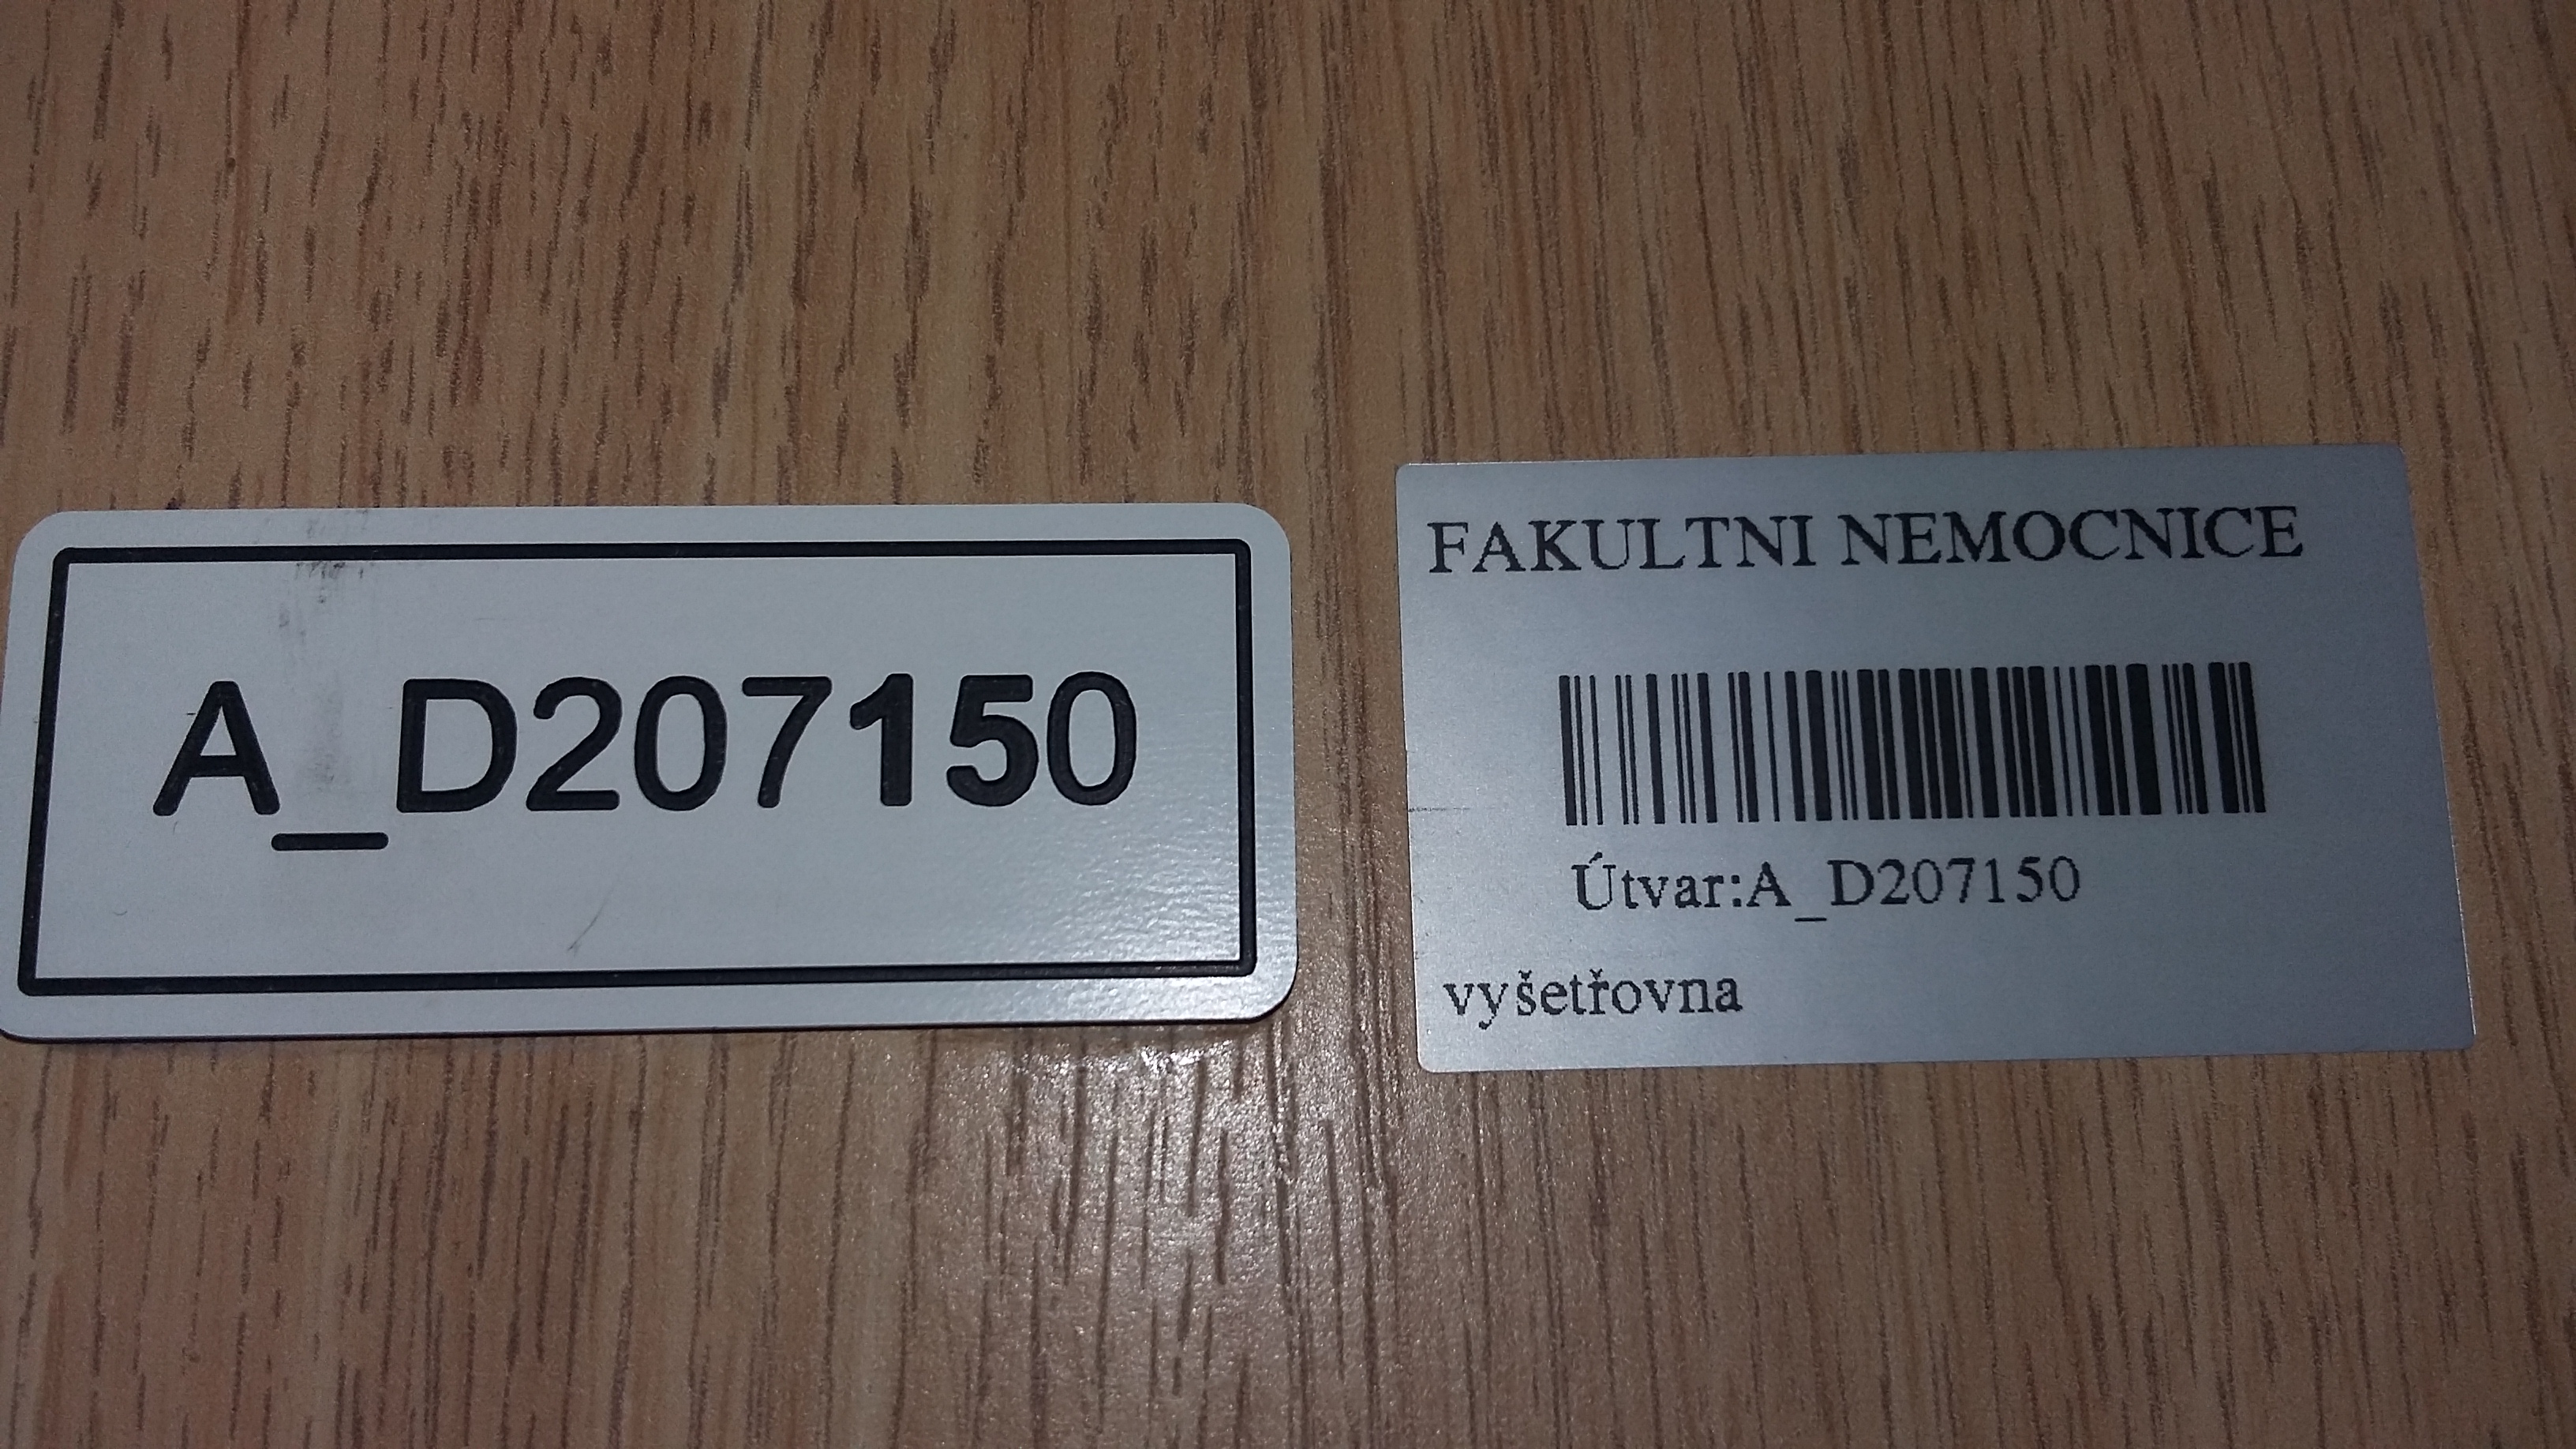 A_D207150
FAKULTNI NEMOCNICE
Útvar:A_D207150
vyšetřovna